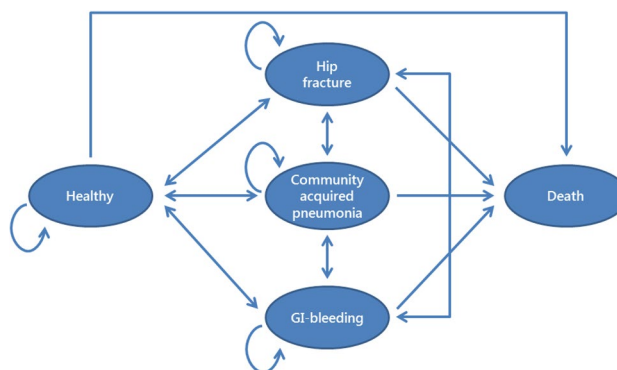 Hip
fracture
Healthy
Community
acquired
pneumonia
Death
GI-bleeding